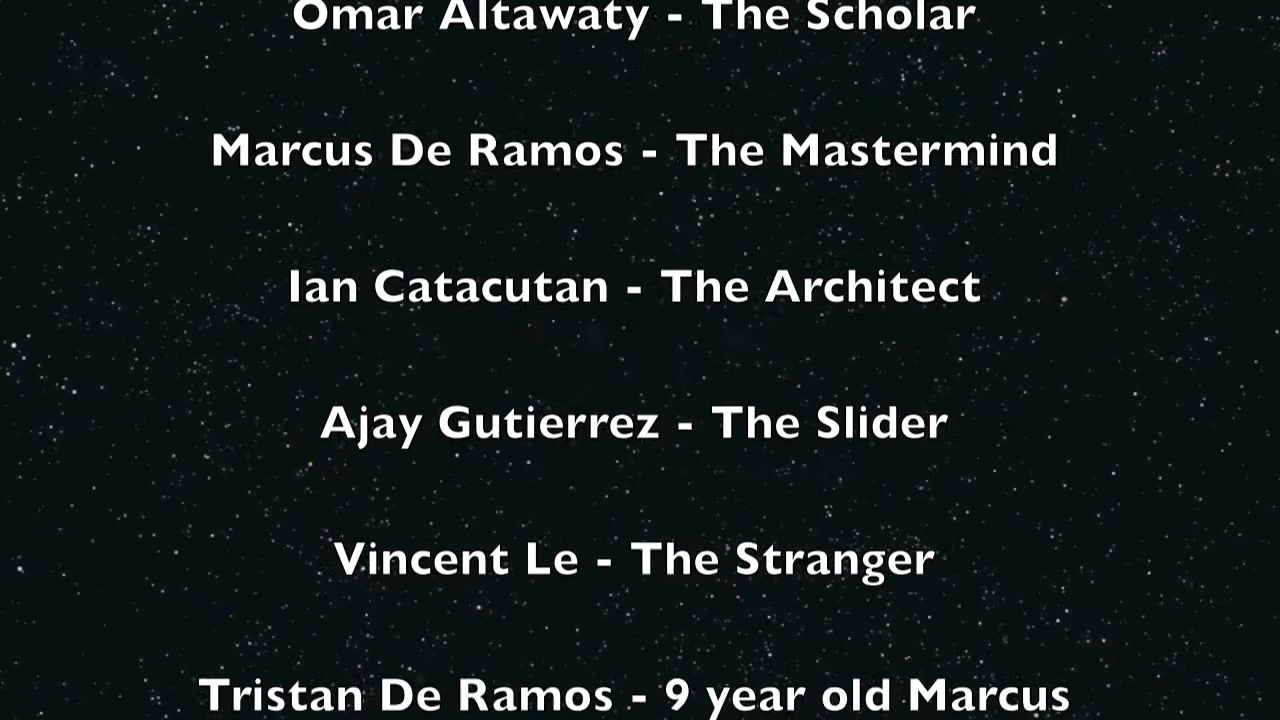 Omar Altawaty - The Scholar
Marcus De Ramos - The Mastermind
Ian Catacutan - The Architect
Ajay Gutierrez - The Slider
Vincent Le - The Stranger
Tristan De Ramos - 9 year old Marcus